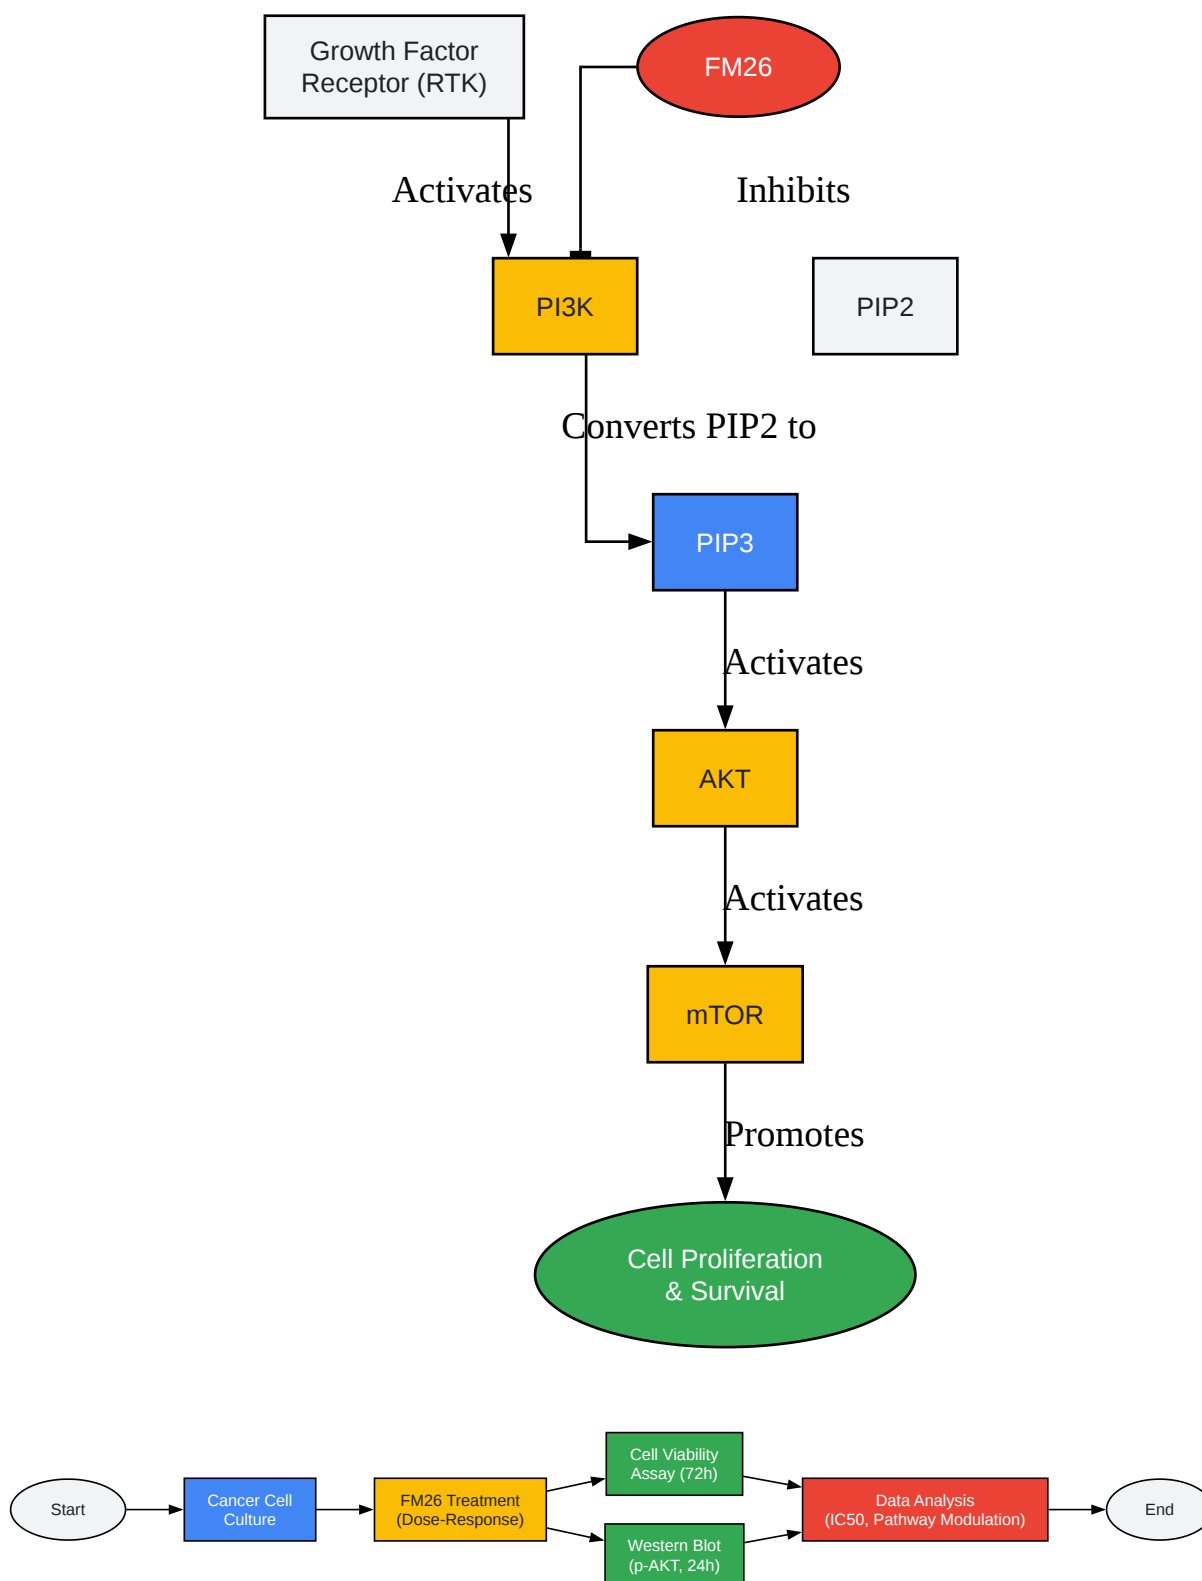 Growth Factor
Receptor (RTK)
FM26
Activates
Inhibits
PI3K
PIP2
Converts PIP2 to
PIP3
Activates
AKT
Activates
mTOR
Promotes
Cell Proliferation
& Survival
Start
Cancer Cell
Culture
FM26 Treatment
(Dose-Response)
Cell Viability
Assay (72h)
Western Blot
(p-AKT, 24h)
Data Analysis
(IC50, Pathway Modulation)
End